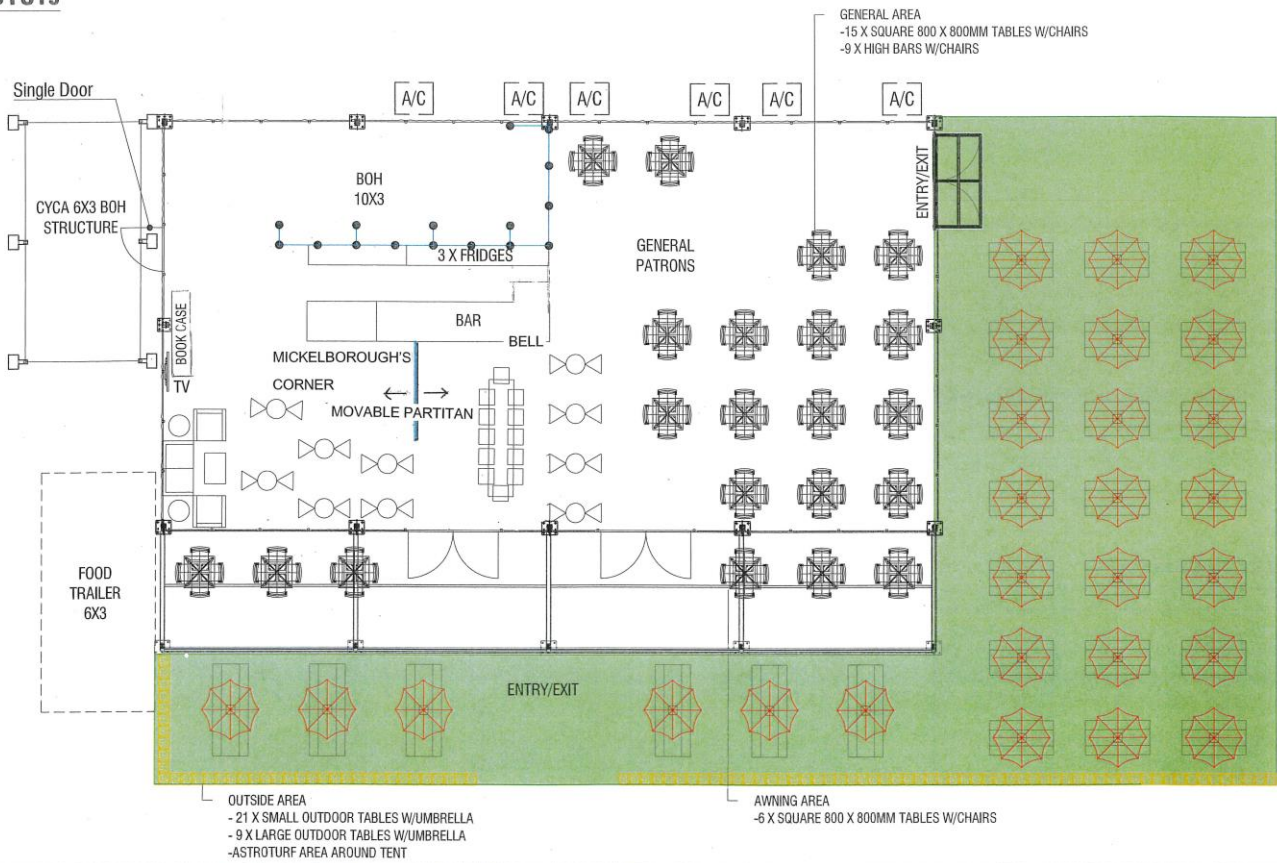 GENERAL AREA
-15 X SQUARE 800 X 800MM TABLES W/CHAIRS
-9 X HIGH BARS W/CHAIRS
Single Door
A/C
A/C
A/C
A/C
A/C
A/C
ENTRY/EXIT
BOH
10X3
CYCA 6X3 BOH
STRUCTURE
3 X FRIDGES
GENERAL
PATRONS
BOOK CASE
BAR
BELL
TV
MICKELBOROUGH'S
CORNER
MOVABLE PARTITAN
FOOD
TRAILER
6X3
ENTRY/EXIT
OUTSIDE AREA
- 21 X SMALL OUTDOOR TABLES W/UMBRELLA
- 9 X LARGE OUTDOOR TABLES W/UMBRELLA
-ASTROTURF AREA AROUND TENT
AWNING AREA
-6 X SQUARE 800 X 800MM TABLES W/CHAIRS